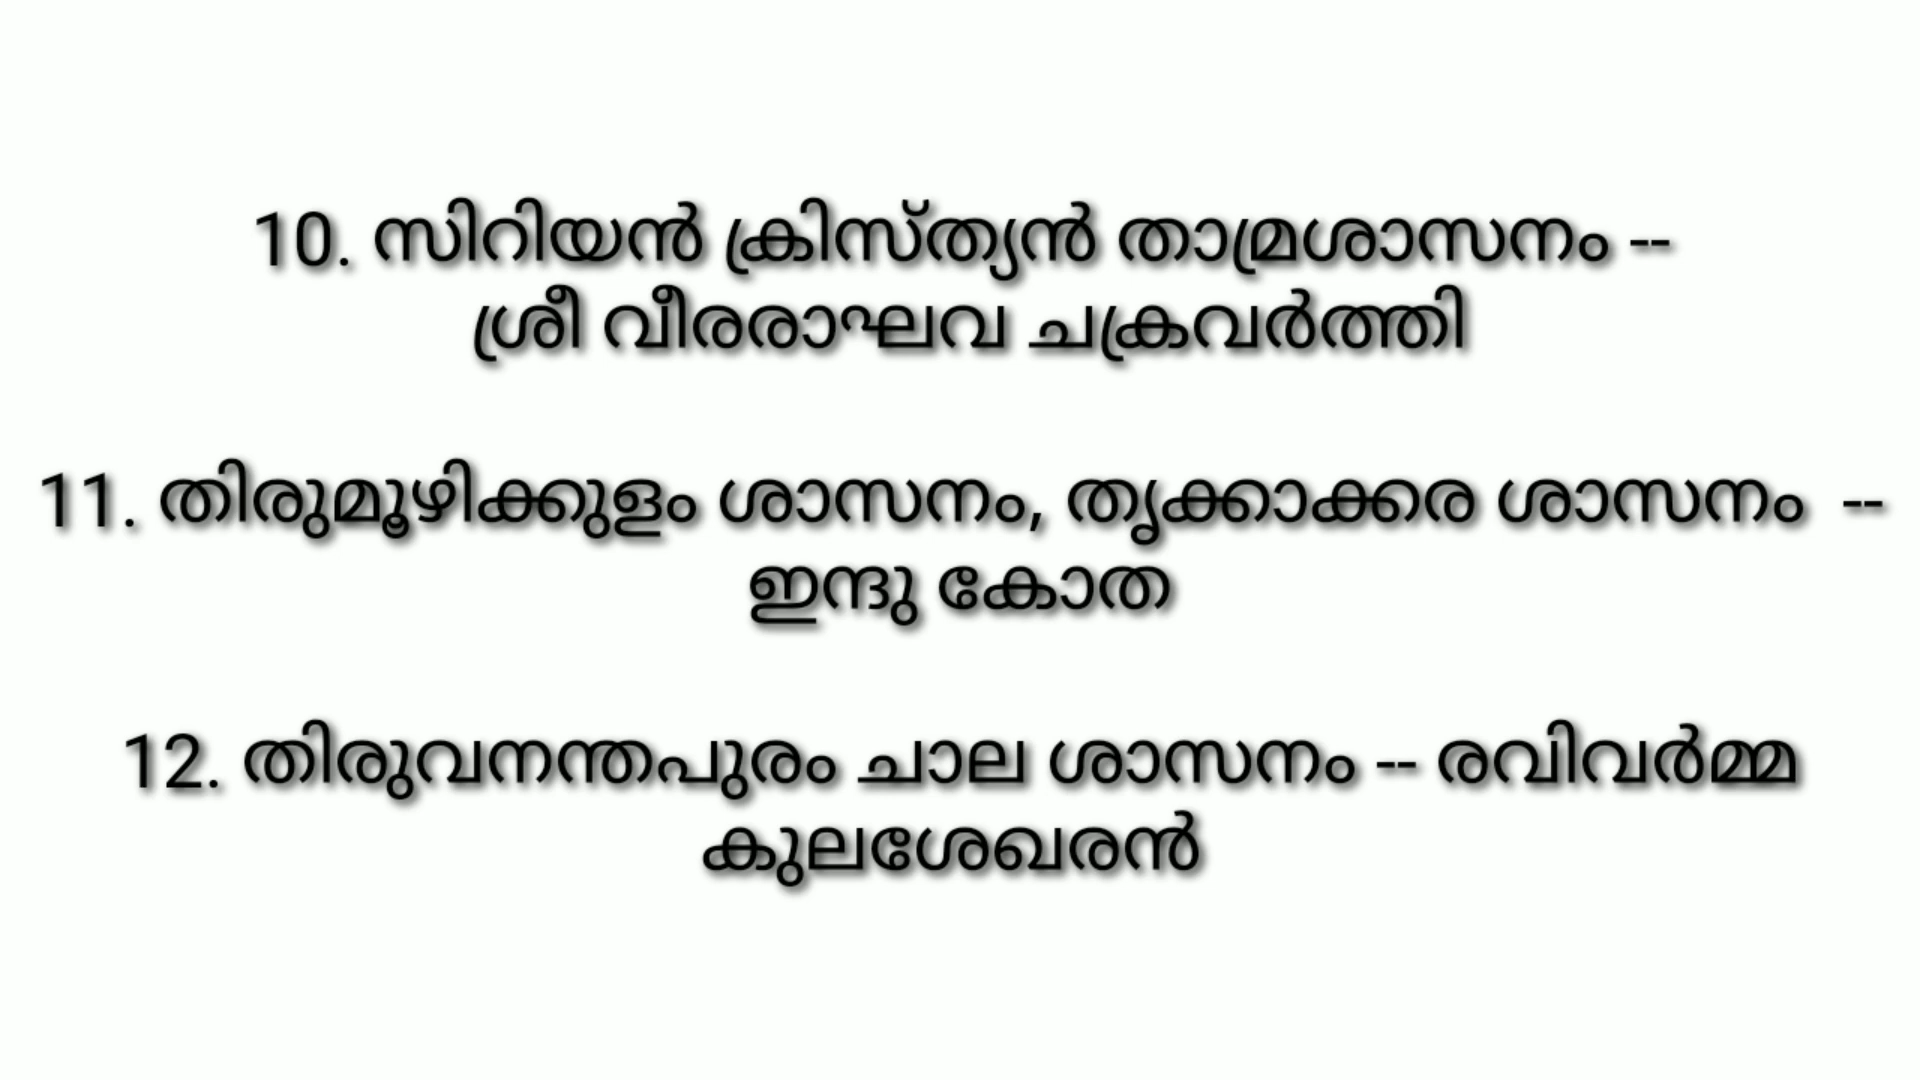 10. സിറിയൻ ക്രിസ്ത്യൻ താമ്രശാസനം --
ശ്രീ വീരരാഘവ ചക്രവർത്തി
11. തിരുമൂഴിക്കുളം ശാസനം, തൃക്കാക്കര ശാസനം --
ഇന്ദു കോത
12. തിരുവനന്തപുരം ചാല ശാസനം -- രവിവർമ്മ
കുലശേഖരൻ